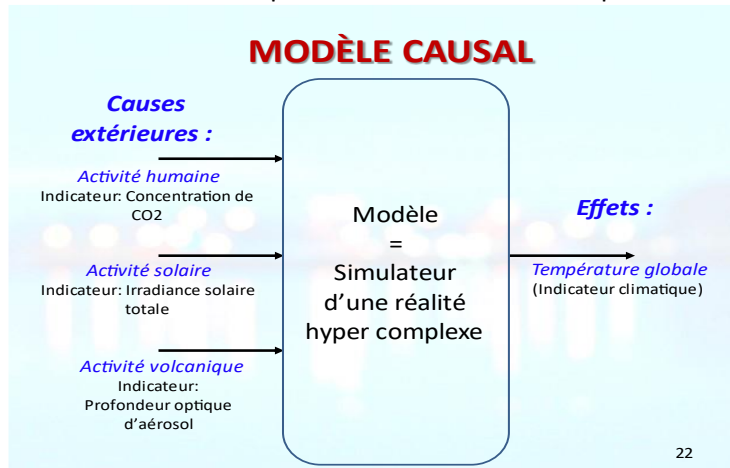 MODÈLE CAUSAL
Causes
extérieures :
Activité humaine
Indicateur: Concentration de
CO2
Activité solaire
Indicateur: Irradiance solaire
totale
Activité volcanique
Indicateur:
Profondeur optique
d'aérosol
Modèle
=
Simulateur
d'une réalité
hyper complexe
Effets :
Température globale
(Indicateur climatique)
22